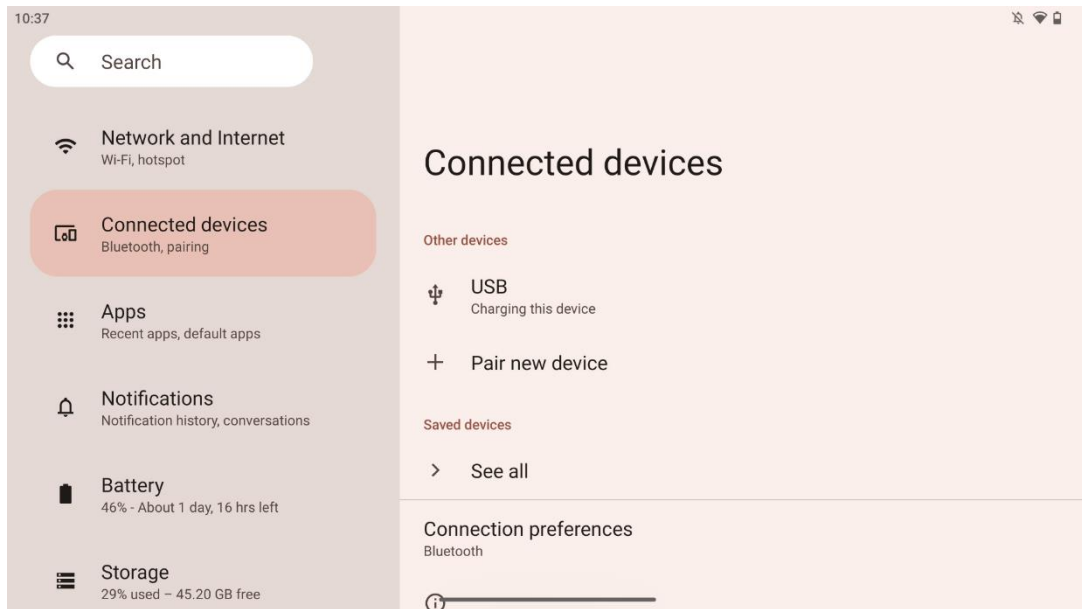 10:37
Search
Network and Internet
Wi-Fi, hotspot
Connected devices
Bluetooth, pairing
Apps
Recent apps, default apps
Notifications
Notification history, conversations
Battery
46% - About 1 day, 16 hrs left
Storage
29% used – 45.20 GB free
Connected devices
Other devices
USB
Charging this device
Pair new device
Saved devices
See all
Connection preferences
Bluetooth